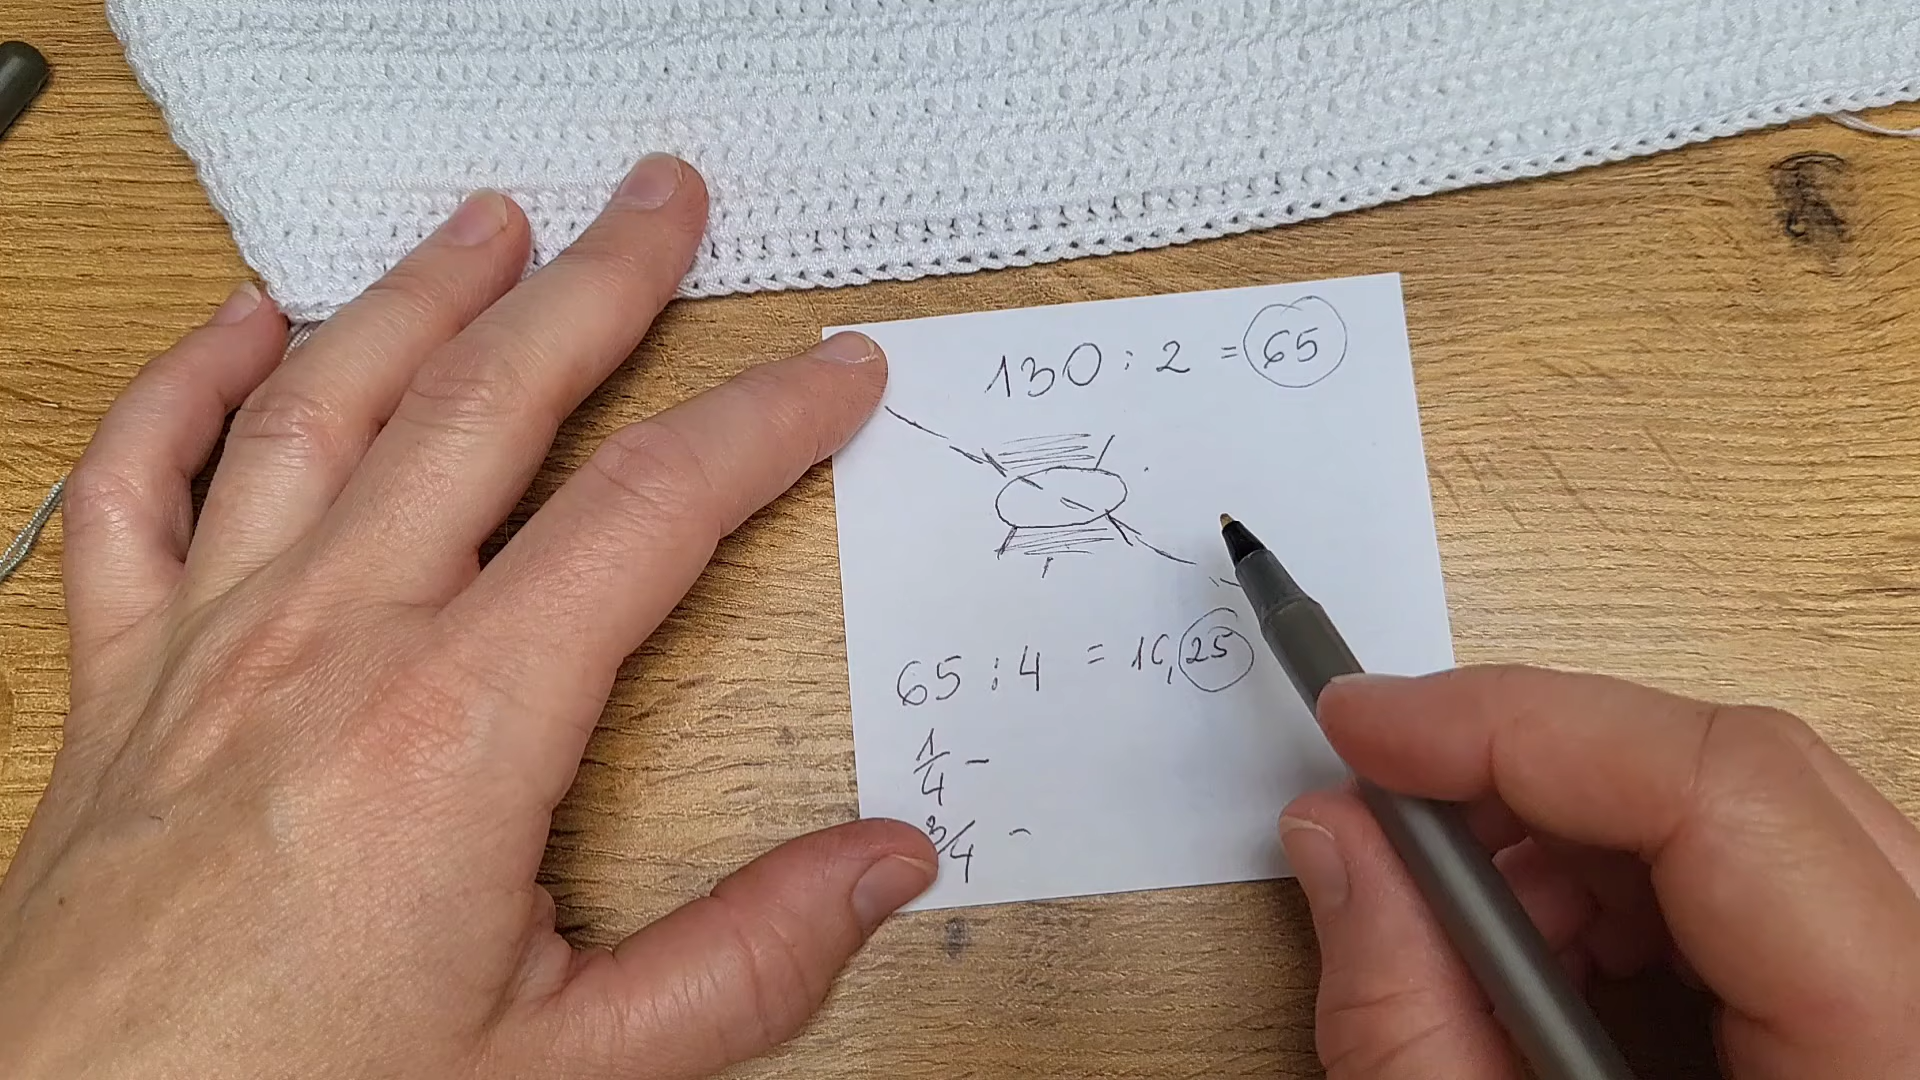 130 : 2 = 65
65 : 4 = 16,25
1/4 -
3/4 -